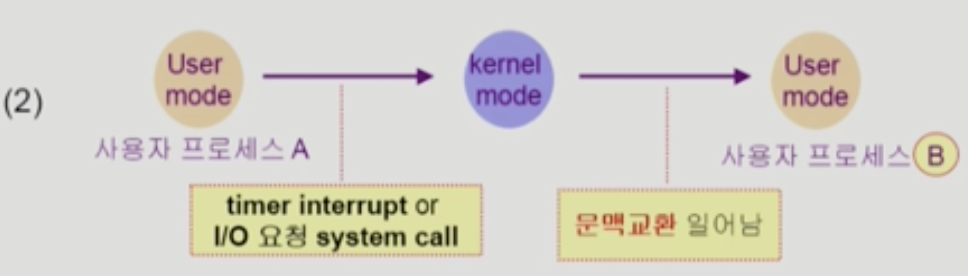 User
mode
kernel
mode
User
mode
(2)
사용자 프로세스 A
사용자 프로세스 B
timer interrupt or
I/O 요청 system call
문맥교환 일어남